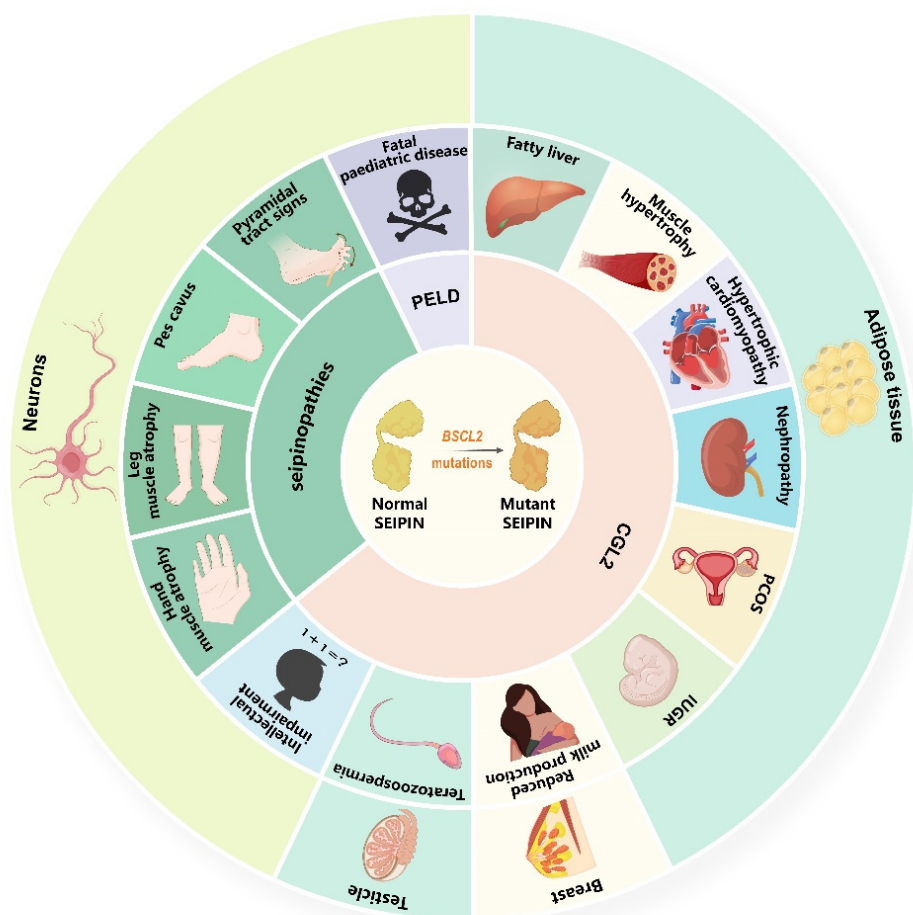 Fatal
paediatric disease
Fatty liver
Muscle
hypertrophy
Hypertrophic
cardiomyopathy
Nephropathy
PCOS
IUGR
Reduced
milk production
Teratozoospermia
1+1=?
Intellectual
impairment
Hand
muscle atrophy
Leg
muscle atrophy
Pes cavus
Pyramidal
tract signs
PELD
seipinopathies
CGL2
BSCL2
mutations
Normal
SEIPIN
Mutant
SEIPIN
Neurons
Adipose tissue
Testicle
Breast